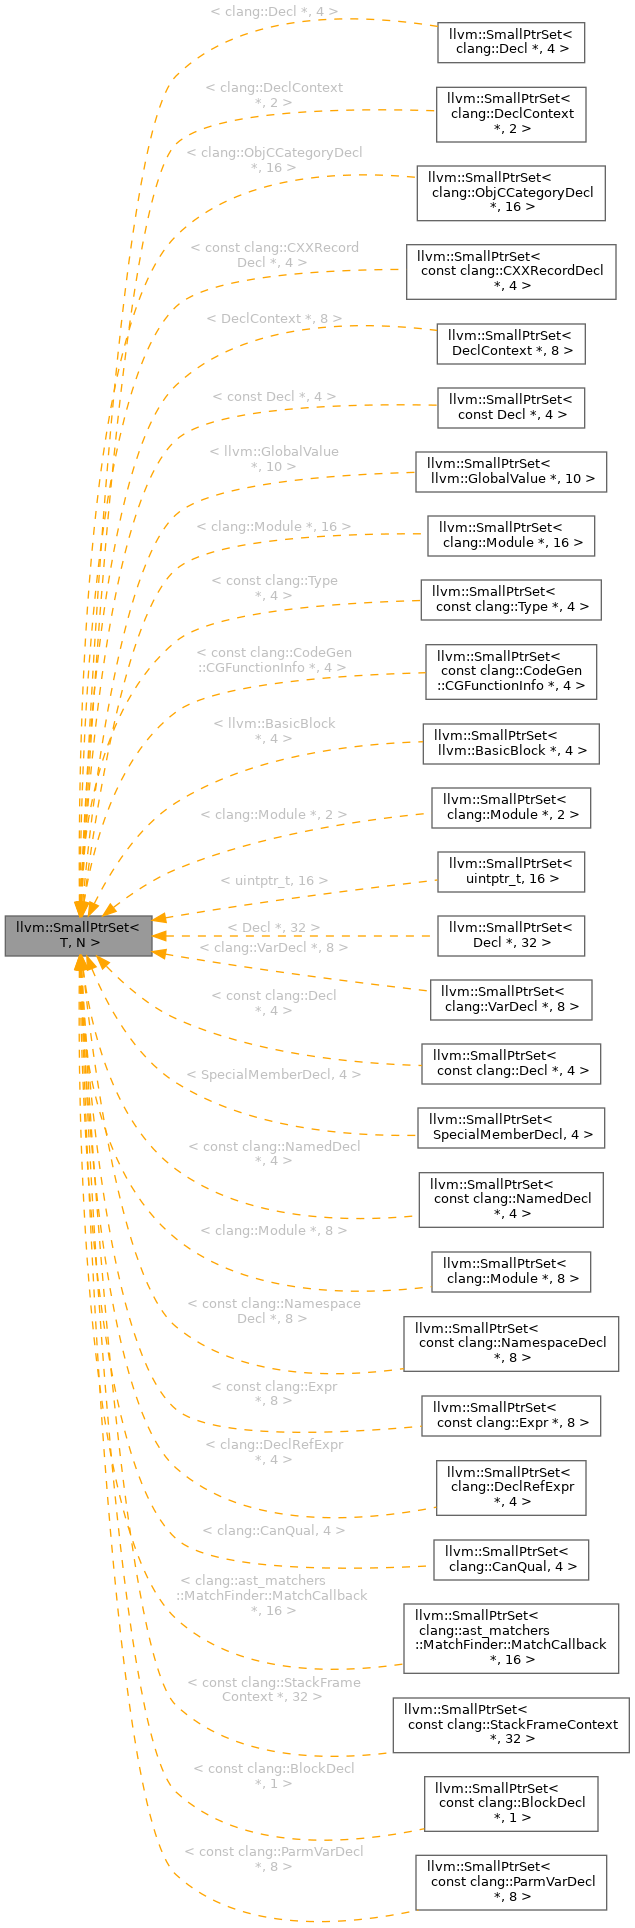 < clang::Decl *, 4 >
llvm::SmallPtrSet<
clang::Decl *, 4 >
< clang::DeclContext
*, 2 >
llvm::SmallPtrSet<
clang::DeclContext
*, 2 >
< clang::ObjCCategoryDecl
*, 16 >
llvm::SmallPtrSet<
clang::ObjCCategoryDecl
*, 16 >
< const clang::CXXRecord
Decl *, 4 >
llvm::SmallPtrSet<
const clang::CXXRecordDecl
*, 4 >
< DeclContext *, 8 >
llvm::SmallPtrSet<
DeclContext *, 8 >
< const Decl *, 4 >
llvm::SmallPtrSet<
const Decl *, 4 >
< llvm::GlobalValue
*, 10 >
llvm::SmallPtrSet<
llvm::GlobalValue *, 10 >
< clang::Module *, 16 >
llvm::SmallPtrSet<
clang::Module *, 16 >
< const clang::Type
*, 4 >
llvm::SmallPtrSet<
const clang::Type *, 4 >
< const clang::CodeGen
::CGFunctionInfo *, 4 >
llvm::SmallPtrSet<
const clang::CodeGen
::CGFunctionInfo *, 4 >
< llvm::BasicBlock
*, 4 >
llvm::SmallPtrSet<
llvm::BasicBlock *, 4 >
< clang::Module *, 2 >
llvm::SmallPtrSet<
clang::Module *, 2 >
< uintptr_t, 16 >
llvm::SmallPtrSet<
uintptr_t, 16 >
llvm::SmallPtrSet<
T, N >
< Decl *, 32 >
llvm::SmallPtrSet<
Decl *, 32 >
< clang::VarDecl *, 8 >
llvm::SmallPtrSet<
clang::VarDecl *, 8 >
< const clang::Decl
*, 4 >
llvm::SmallPtrSet<
const clang::Decl *, 4 >
< SpecialMemberDecl, 4 >
llvm::SmallPtrSet<
SpecialMemberDecl, 4 >
< const clang::NamedDecl
*, 4 >
llvm::SmallPtrSet<
const clang::NamedDecl
*, 4 >
< clang::Module *, 8 >
llvm::SmallPtrSet<
clang::Module *, 8 >
< const clang::Namespace
Decl *, 8 >
llvm::SmallPtrSet<
const clang::NamespaceDecl
*, 8 >
< const clang::Expr
*, 8 >
llvm::SmallPtrSet<
const clang::Expr *, 8 >
< clang::DeclRefExpr
*, 4 >
llvm::SmallPtrSet<
clang::DeclRefExpr
*, 4 >
< clang::CanQual, 4 >
llvm::SmallPtrSet<
clang::CanQual, 4 >
< clang::ast_matchers
::MatchFinder::MatchCallback
*, 16 >
llvm::SmallPtrSet<
clang::ast_matchers
::MatchFinder::MatchCallback
*, 16 >
< const clang::StackFrame
Context *, 32 >
llvm::SmallPtrSet<
const clang::StackFrameContext
*, 32 >
< const clang::BlockDecl
*, 1 >
llvm::SmallPtrSet<
const clang::BlockDecl
*, 1 >
< const clang::ParmVarDecl
*, 8 >
llvm::SmallPtrSet<
const clang::ParmVarDecl
*, 8 >